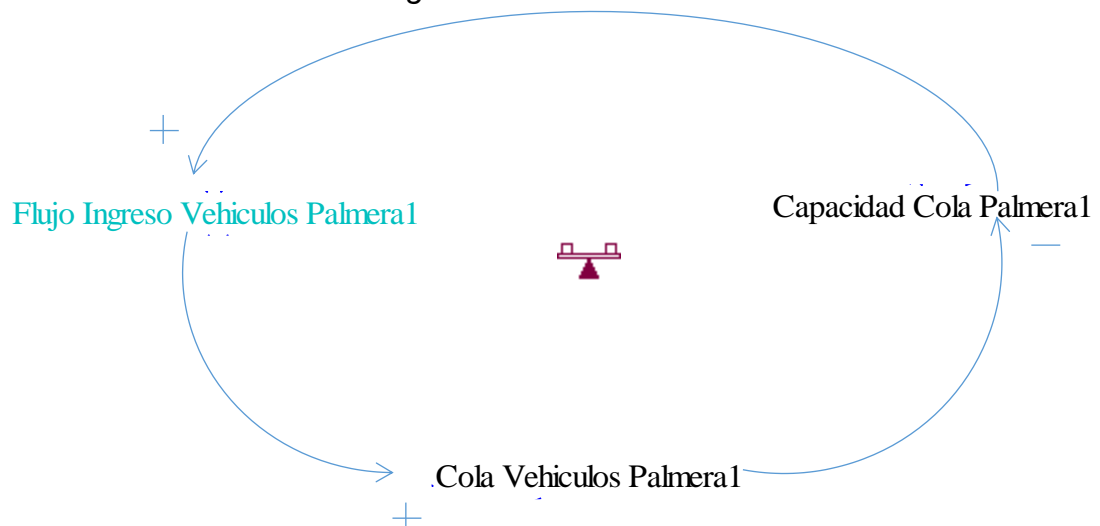 +
Flujo Ingreso Vehiculos Palmera1
Capacidad Cola Palmera1
—
Cola Vehiculos Palmera1
+